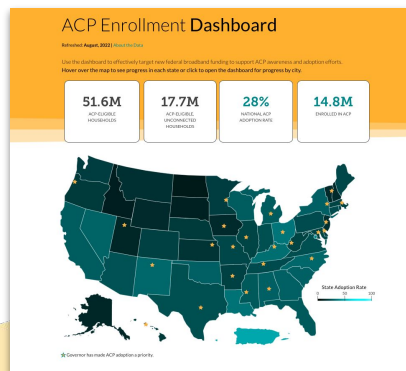 ACP Enrollment Dashboard
Refreshed: August, 2022 | About the Data
Use the dashboard to effectively target new federal broadband funding to support ACP awareness and adoption efforts.
Hover over the map to see progress in each state or click to open the dashboard for progress by city.
51.6M
ACP-ELIGIBLE
HOUSEHOLDS
17.7M
ACP-ELIGIBLE,
UNCONNECTED
HOUSEHOLDS
28%
NATIONAL ACP
ADOPTION RATE
14.8M
ENROLLED IN ACP
State Adoption Rate
0 50 100
Governor has made ACP adoption a priority.